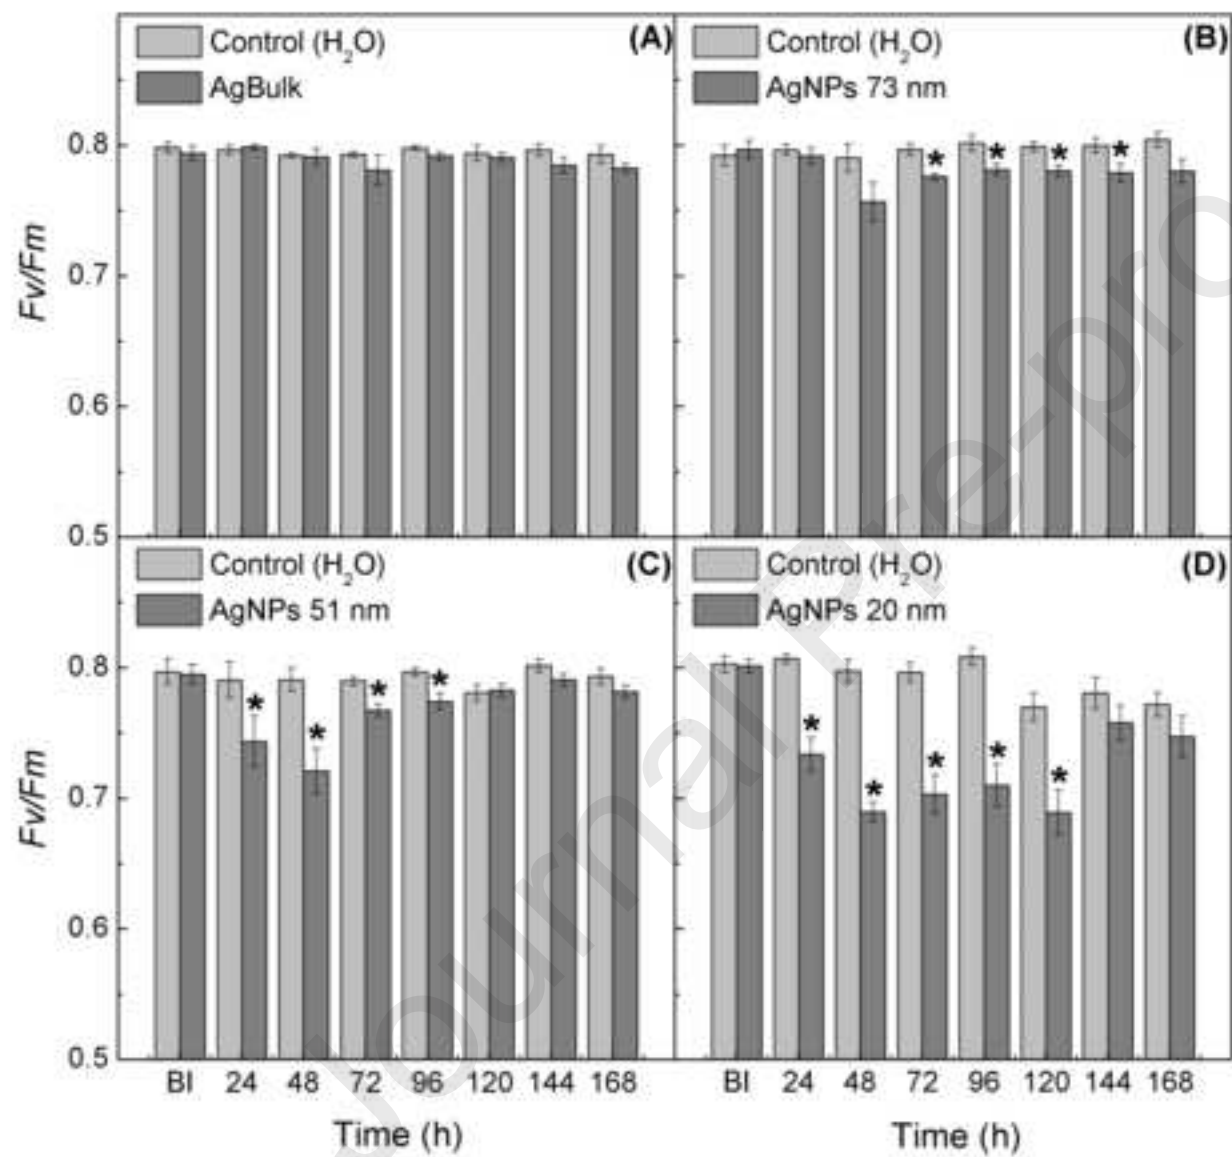 Control (H₂O) (A)
AgBulk
Control (H₂O) (B)
AgNPs 73 nm
Fv/Fm
0.8
0.7
0.6
0.5
* * * *
Control (H₂O) (C)
AgNPs 51 nm
Control (H₂O) (D)
AgNPs 20 nm
Fv/Fm
0.8
0.7
0.6
0.5
* * * *
* * * * *
BI 24 48 72 96 120 144 168
BI 24 48 72 96 120 144 168
Time (h)
Time (h)
Journal Pre-pro